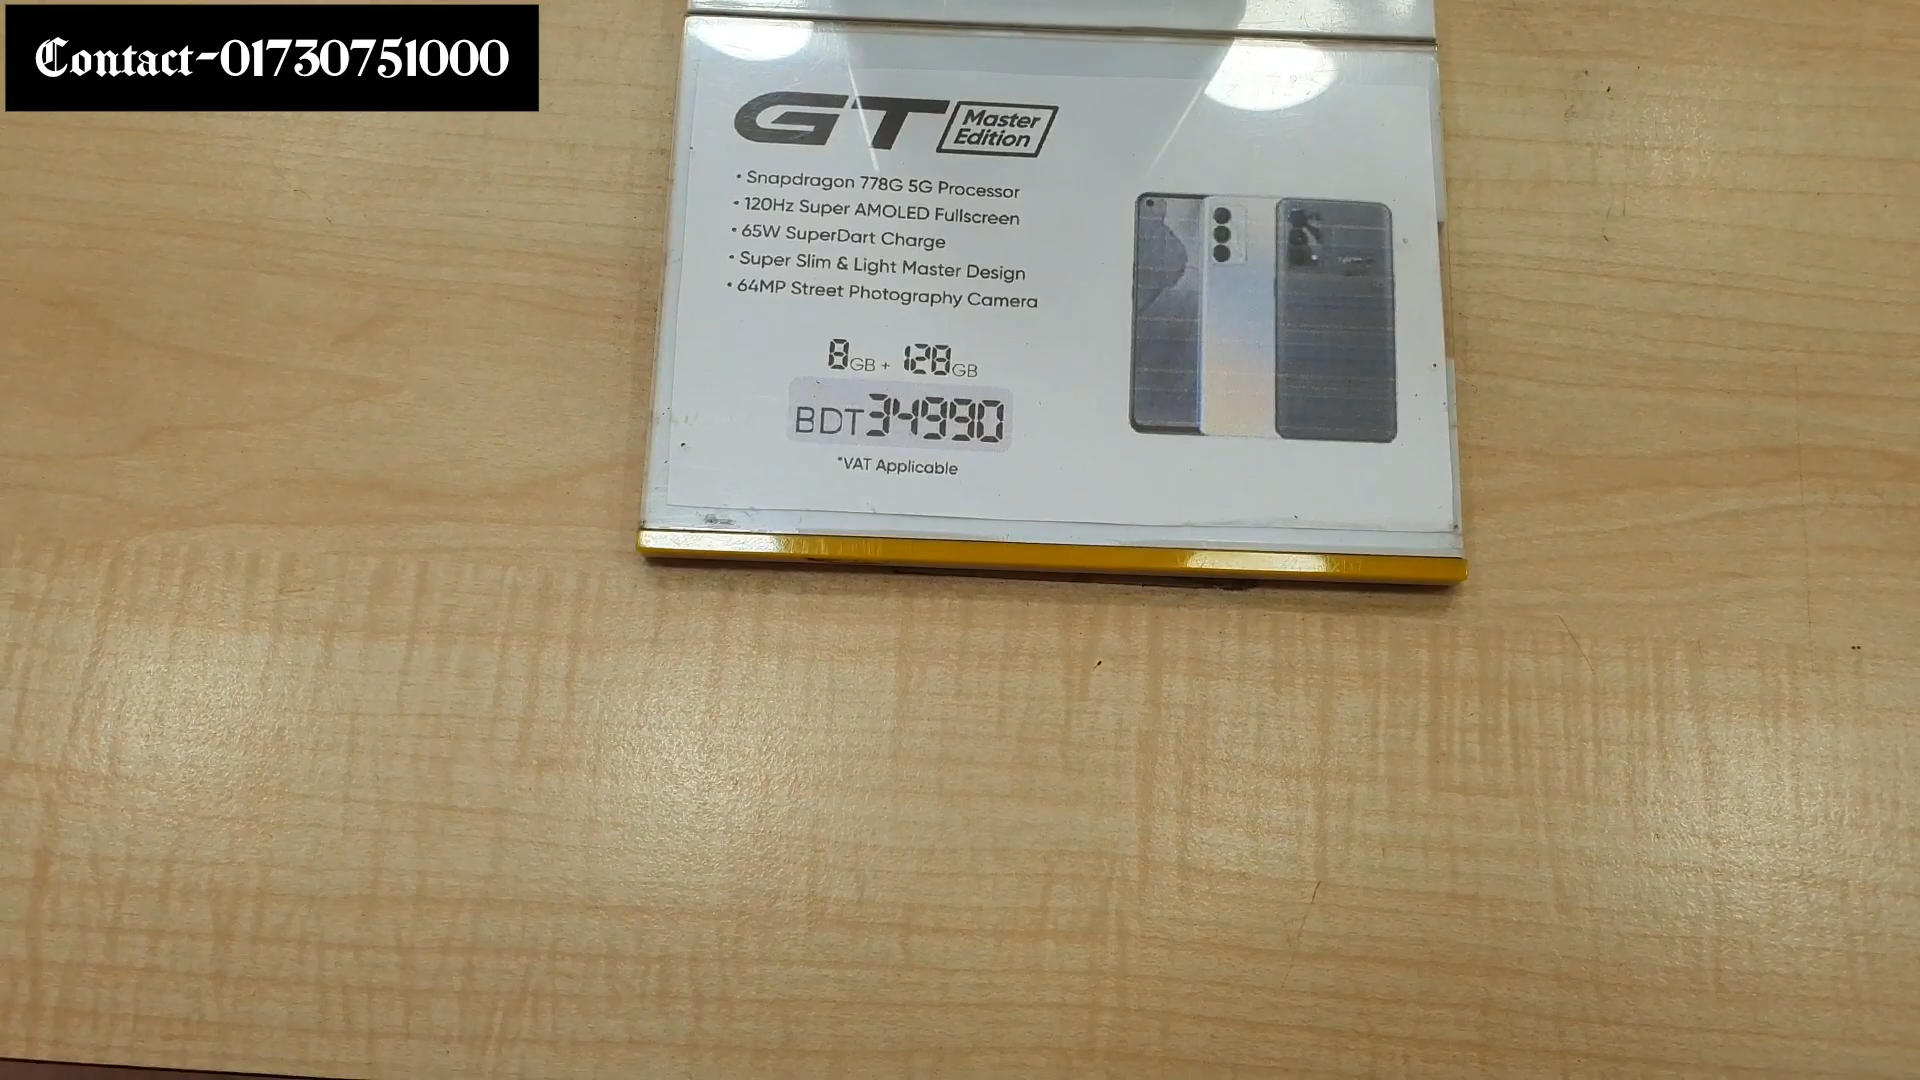 Contact-01730751000
GT Master
Edition
• Snapdragon 778G 5G Processor
• 120Hz Super AMOLED Fullscreen
• 65W SuperDart Charge
• Super Slim & Light Master Design
• 64MP Street Photography Camera
8GB + 128GB
BDT34990
*VAT Applicable